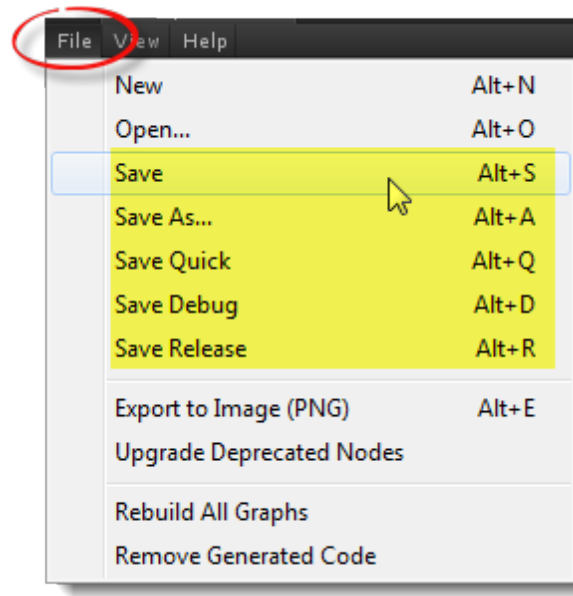 File View Help
New Alt+N
Open... Alt+O
Save Alt+S
Save As... Alt+A
Save Quick Alt+Q
Save Debug Alt+D
Save Release Alt+R
Export to Image (PNG) Alt+E
Upgrade Deprecated Nodes
Rebuild All Graphs
Remove Generated Code